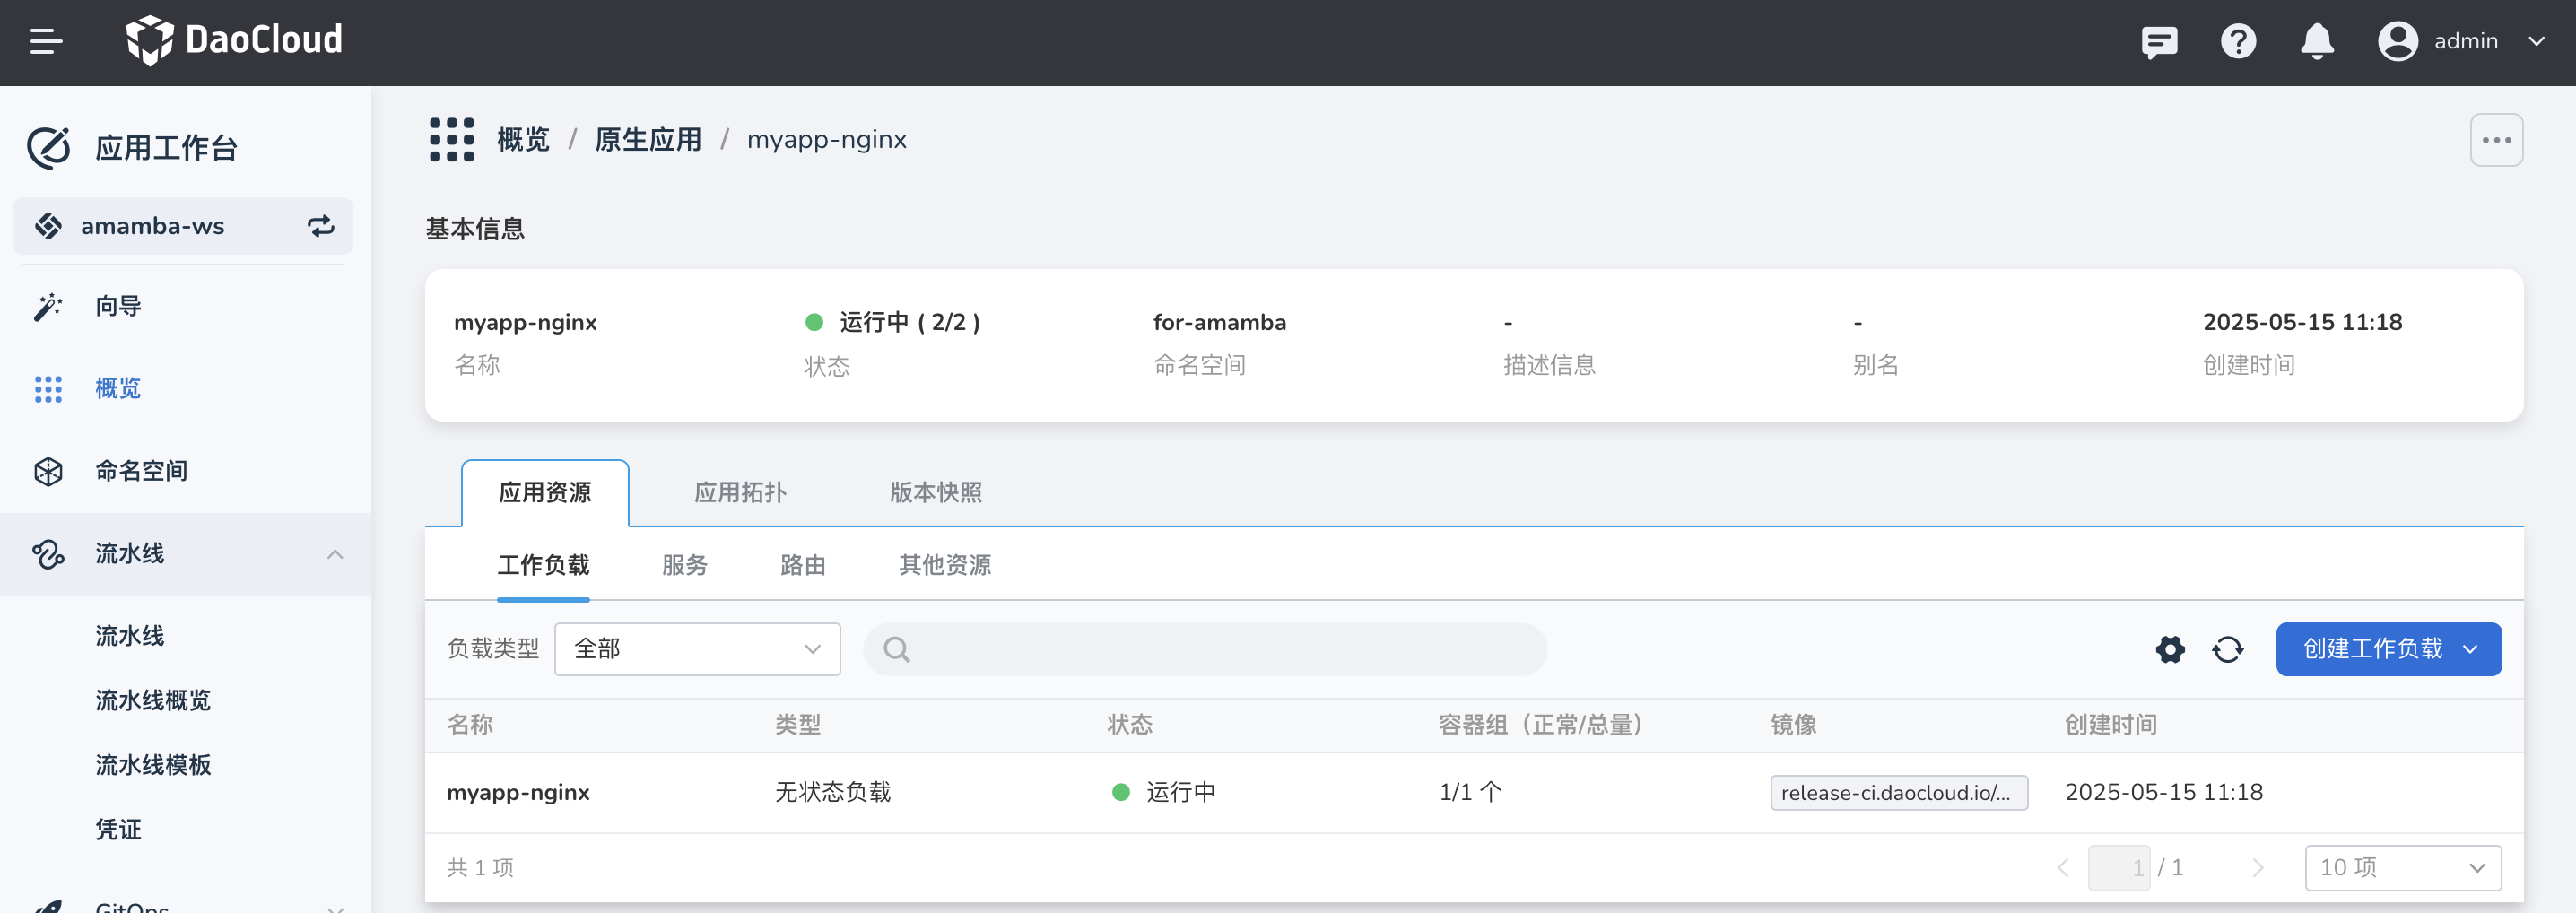 DaoCloud
admin
应用工作台
amamba-ws
向导
概览
命名空间
流水线
流水线
流水线概览
流水线模板
凭证
GitOps
概览 / 原生应用 / myapp-nginx
基本信息
myapp-nginx 运行中 ( 2/2 ) for-amamba - - 2025-05-15 11:18
名称 状态 命名空间 描述信息 别名 创建时间
应用资源 应用拓扑 版本快照
工作负载 服务 路由 其他资源
负载类型 全部 创建工作负载
名称 类型 状态 容器组（正常/总量） 镜像 创建时间
myapp-nginx 无状态负载 运行中 1/1 个 release-ci.daocloud.io/... 2025-05-15 11:18
共 1 项 1 / 1 10 项